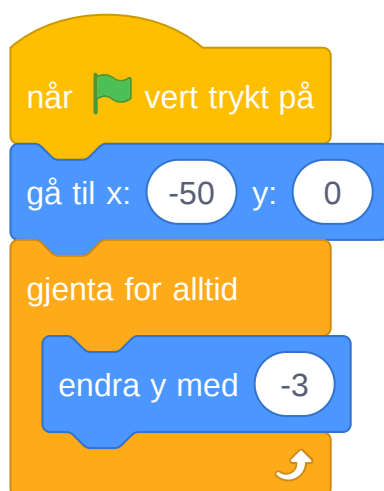 når vert trykt på
gå til x: -50 y: 0
gjenta for alltid
endra y med -3